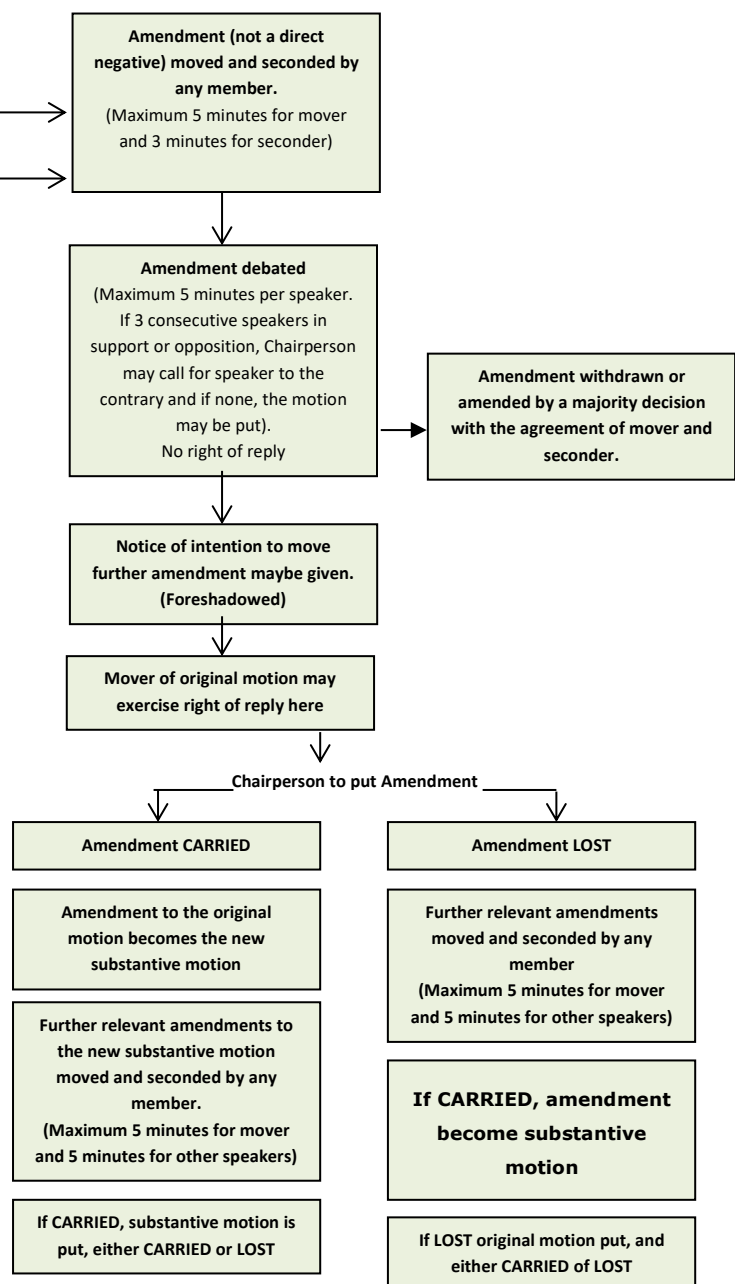 Amendment (not a direct
negative) moved and seconded by
any member.
(Maximum 5 minutes for mover
and 3 minutes for seconder)
Amendment debated
(Maximum 5 minutes per speaker.
If 3 consecutive speakers in
support or opposition, Chairperson
may call for speaker to the
contrary and if none, the motion
may be put).
No right of reply
Amendment withdrawn or
amended by a majority decision
with the agreement of mover and
seconder.
Notice of intention to move
further amendment maybe given.
(Foreshadowed)
Mover of original motion may
exercise right of reply here
Chairperson to put Amendment
Amendment CARRIED
Amendment to the original
motion becomes the new
substantive motion
Further relevant amendments to
the new substantive motion
moved and seconded by any
member.
(Maximum 5 minutes for mover
and 5 minutes for other speakers)
If CARRIED, substantive motion is
put, either CARRIED or LOST
Amendment LOST
Further relevant amendments
moved and seconded by any
member
(Maximum 5 minutes for mover
and 5 minutes for other speakers)
If CARRIED, amendment
become substantive
motion
If LOST original motion put, and
either CARRIED of LOST